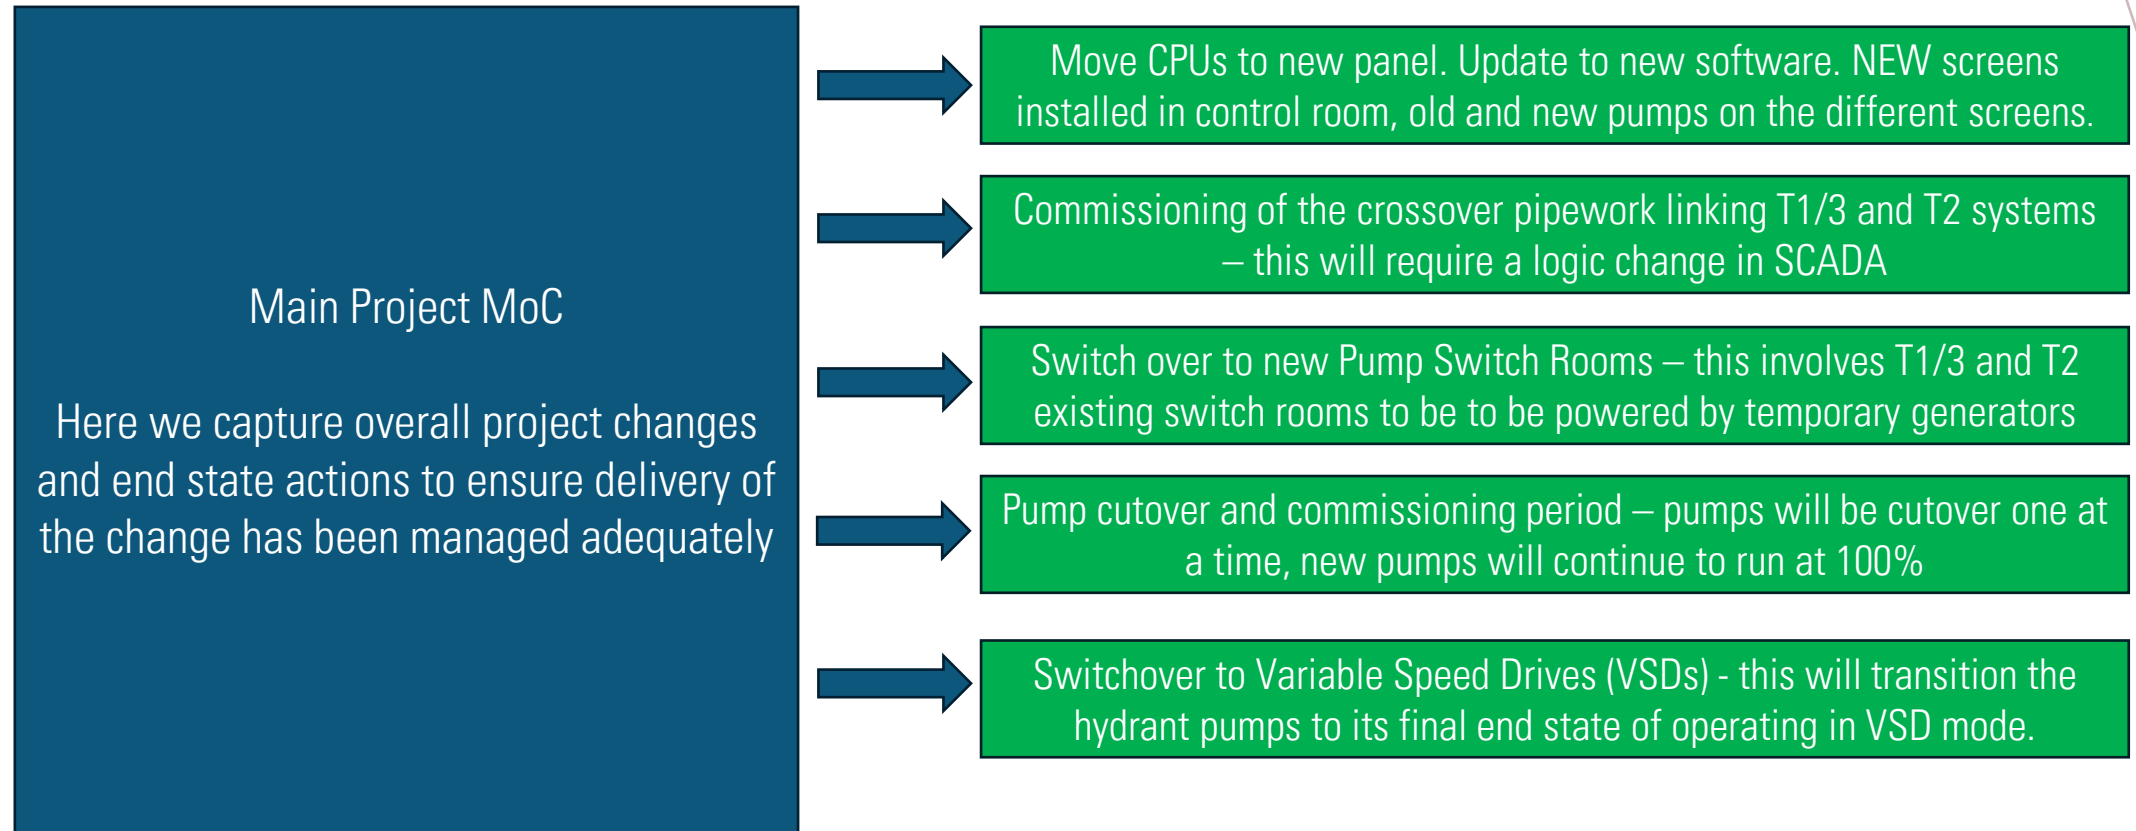 Main Project MoC
Here we capture overall project changes
and end state actions to ensure delivery of
the change has been managed adequately
Move CPUs to new panel. Update to new software. NEW screens
installed in control room, old and new pumps on the different screens.
Commissioning of the crossover pipework linking T1/3 and T2 systems
– this will require a logic change in SCADA
Switch over to new Pump Switch Rooms – this involves T1/3 and T2
existing switch rooms to be to be powered by temporary generators
Pump cutover and commissioning period – pumps will be cutover one at
a time, new pumps will continue to run at 100%
Switchover to Variable Speed Drives (VSDs) - this will transition the
hydrant pumps to its final end state of operating in VSD mode.